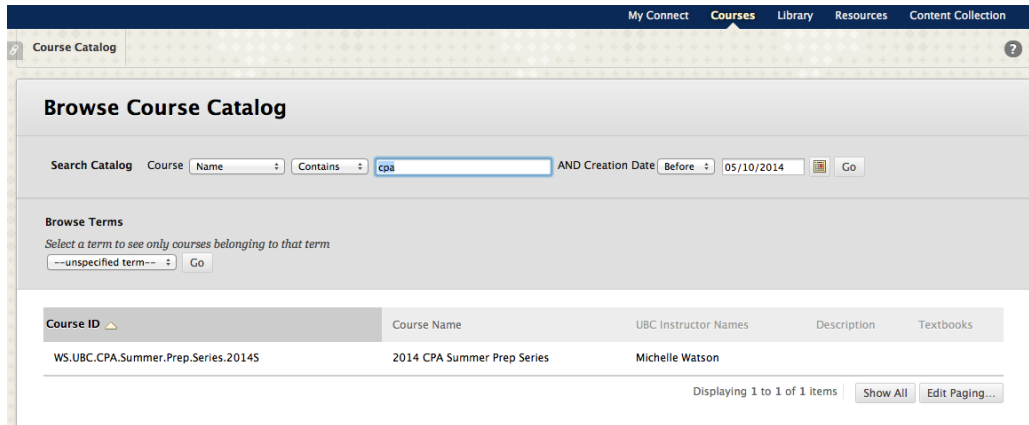 My Connect Courses Library Resources Content Collection
Course Catalog ?
Browse Course Catalog
Search Catalog Course Name Contains cpa AND Creation Date Before 05/10/2014 Go
Browse Terms
Select a term to see only courses belonging to that term
--unspecified term-- Go
Course ID Course Name UBC Instructor Names Description Textbooks
WS.UBC.CPA.Summer.Prep.Series.2014S 2014 CPA Summer Prep Series Michelle Watson
Displaying 1 to 1 of 1 items Show All Edit Paging...